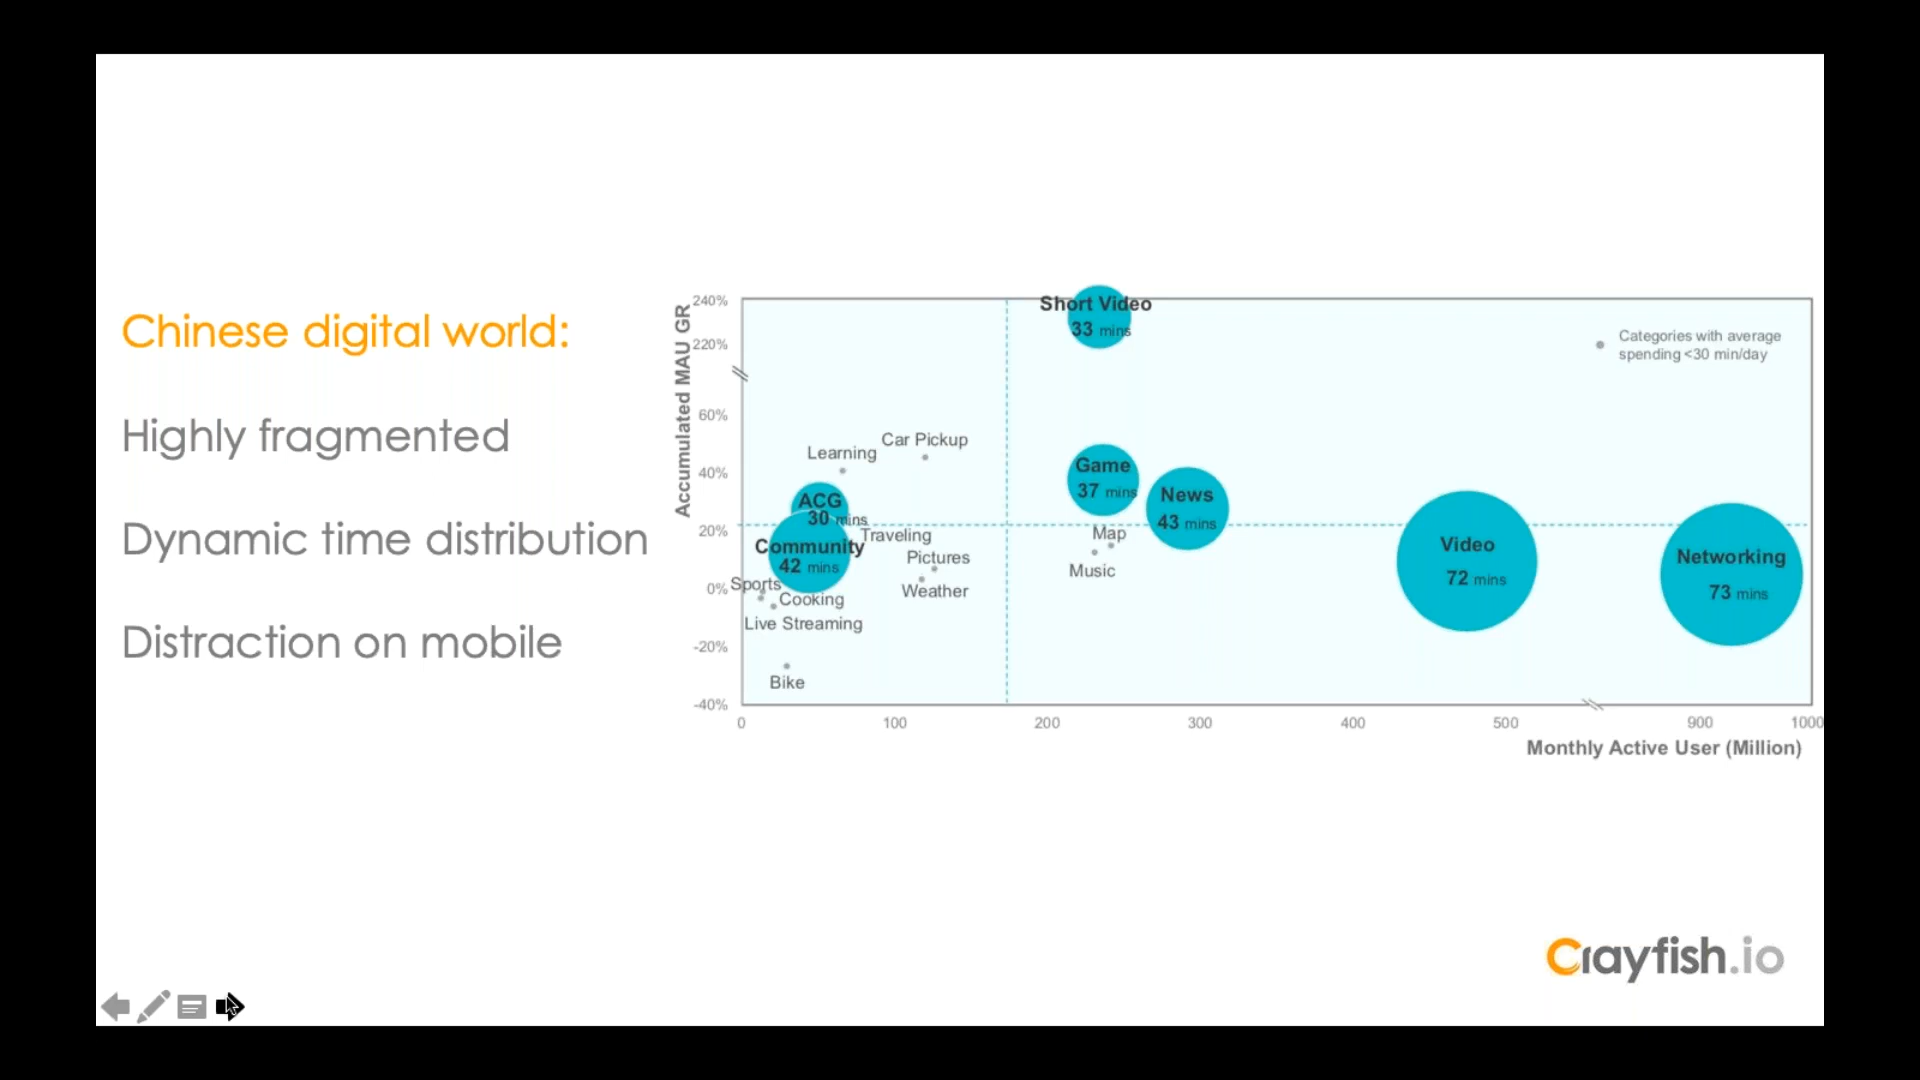 Chinese digital world:
Highly fragmented
Dynamic time distribution
Distraction on mobile
Accumulated MAU GR
240%
220%
60%
40%
20%
0%
-20%
-40%
Short Video
33 mins
Categories with average
spending <30 min/day
Car Pickup
Learning
Game
37 mins
News
43 mins
ACG
30 mins
Traveling
Map
Community
42 mins
Pictures
Music
Video
72 mins
Networking
73 mins
Sports
Weather
Cooking
Live Streaming
Bike
0
100
200
300
400
500
900
1000
Monthly Active User (Million)
Crayfish.io